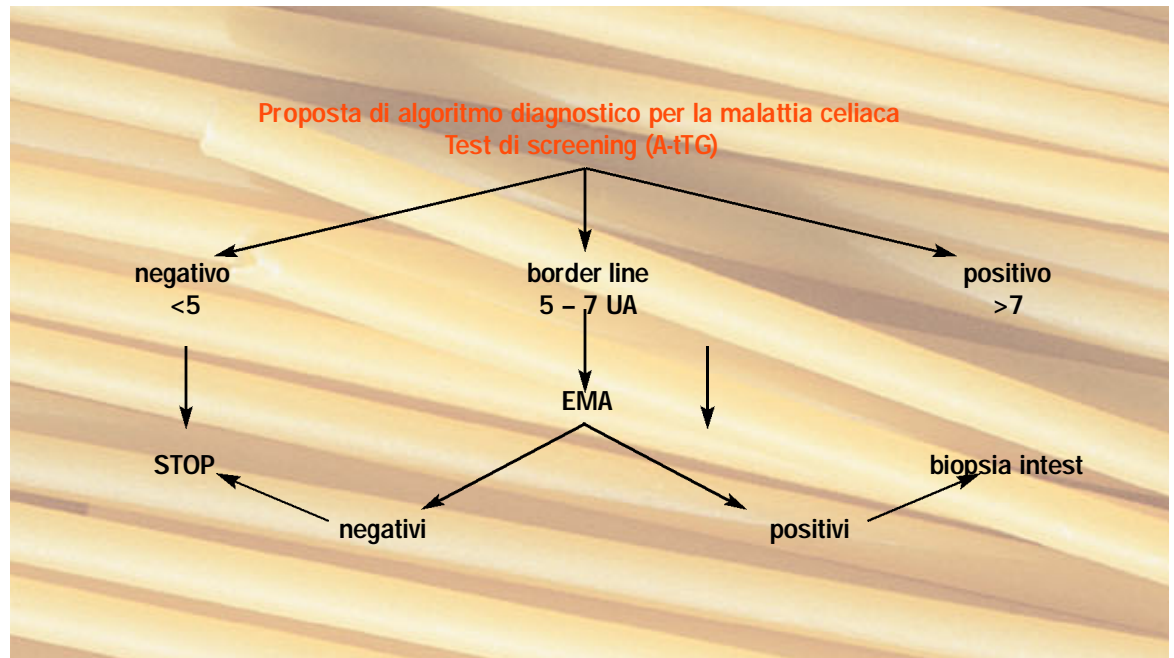 Proposta di algoritmo diagnostico per la malattia celiaca
Test di screening (A-tTG)
negativo
<5
border line
5 – 7 UA
positivo
>7
EMA
STOP
biopsia intest
negativi
positivi